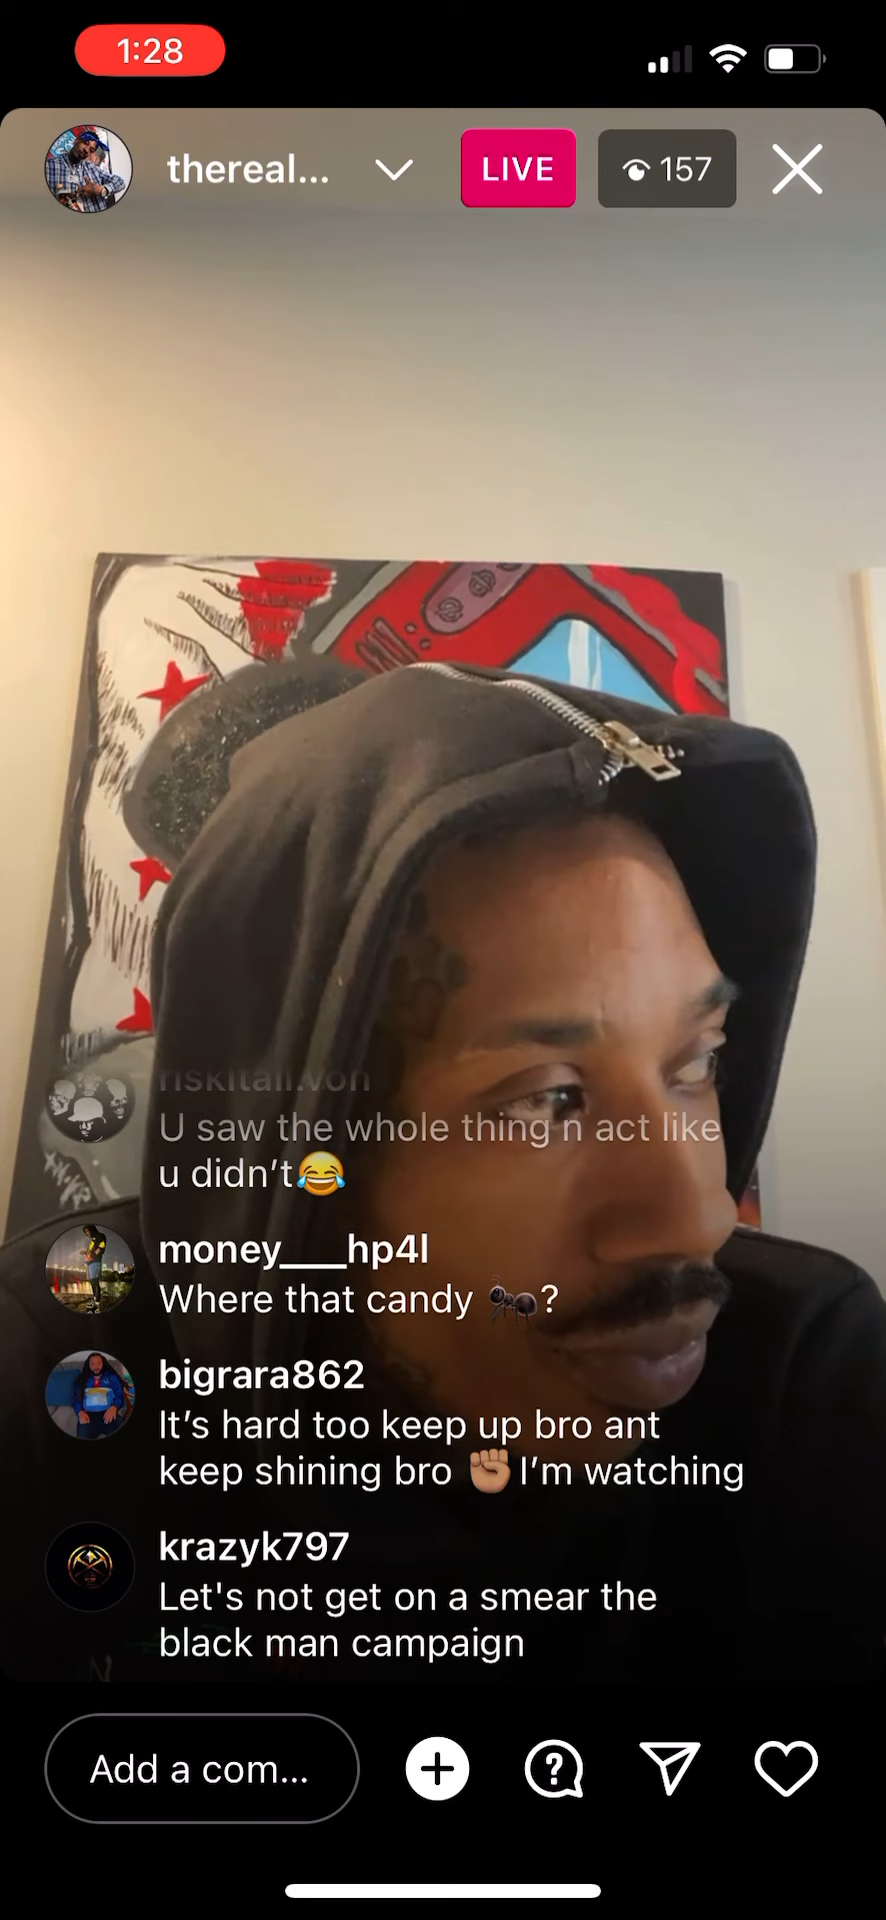 1:28
thereal...
LIVE
157
riskitall.von
U saw the whole thing n act like
u didn't😂
money___hp4l
Where that candy 🐜?
bigrara862
It's hard too keep up bro ant
keep shining bro ✊🏽 I'm watching
krazyk797
Let's not get on a smear the
black man campaign
Add a com...